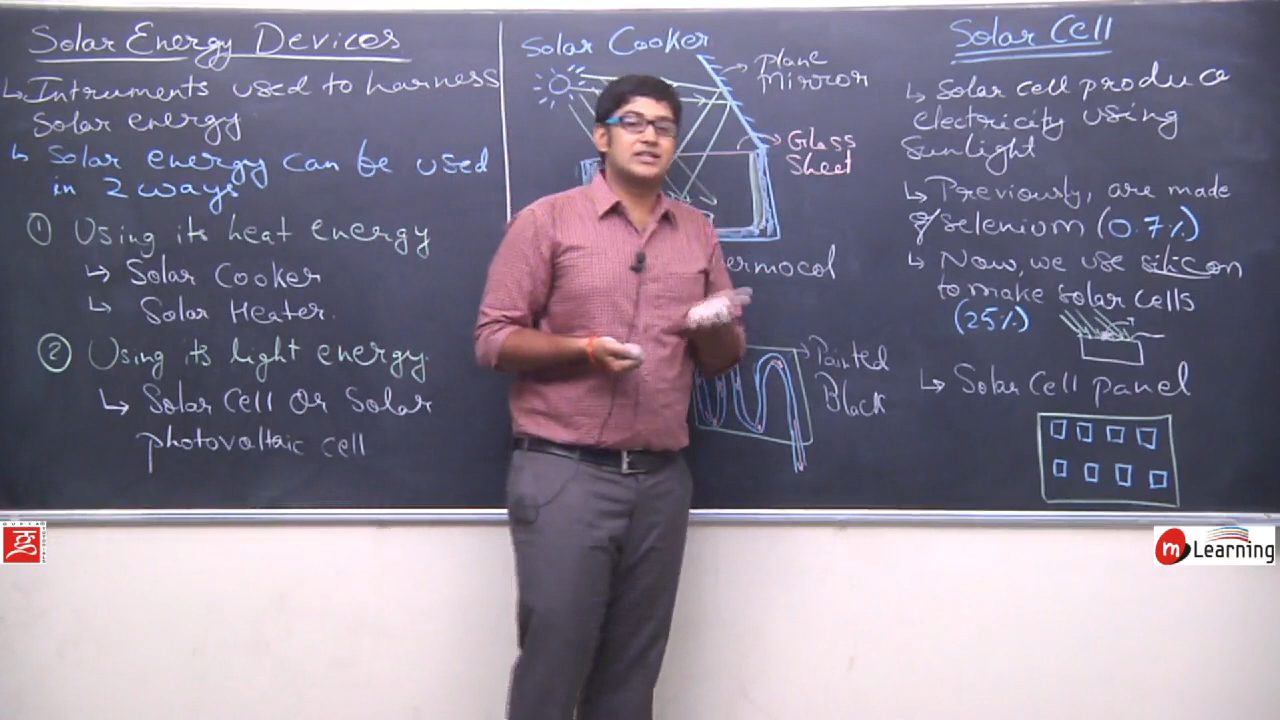 Solar Energy Devices
↳ Intruments used to harness
Solar energy
↳ Solar energy can be used
in 2 ways
① Using its heat energy
↳ Solar Cooker
↳ Solar Heater.
② Using its light energy.
↳ Solar Cell Or Solar
photovoltaic cell
Solar Cooker
Plane
Mirror
Glass
Sheet
ermocol
Painted
Black
Solar Cell
↳ Solar cell produce
electricity using
sunlight
↳ Previously, are made
of selenium (0.7%)
↳ Now, we use silicon
to make solar cells
(25%)
↳ Solar Cell panel
m Learning